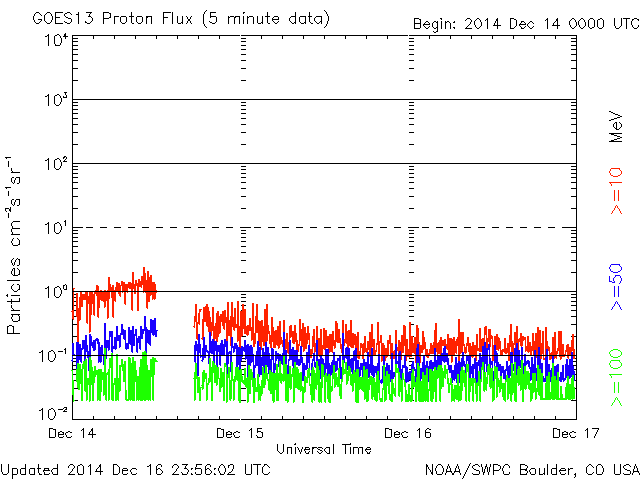 GOES13 Proton Flux (5 minute data)
Begin: 2014 Dec 14 0000 UTC
10⁴
10³
10²
10¹
10⁰
10⁻¹
10⁻²
Particles cm⁻²s⁻¹sr⁻¹
MeV
>=10
>=50
>=100
Dec 14
Dec 15
Dec 16
Dec 17
Universal Time
Updated 2014 Dec 16 23:56:02 UTC
NOAA/SWPC Boulder, CO USA